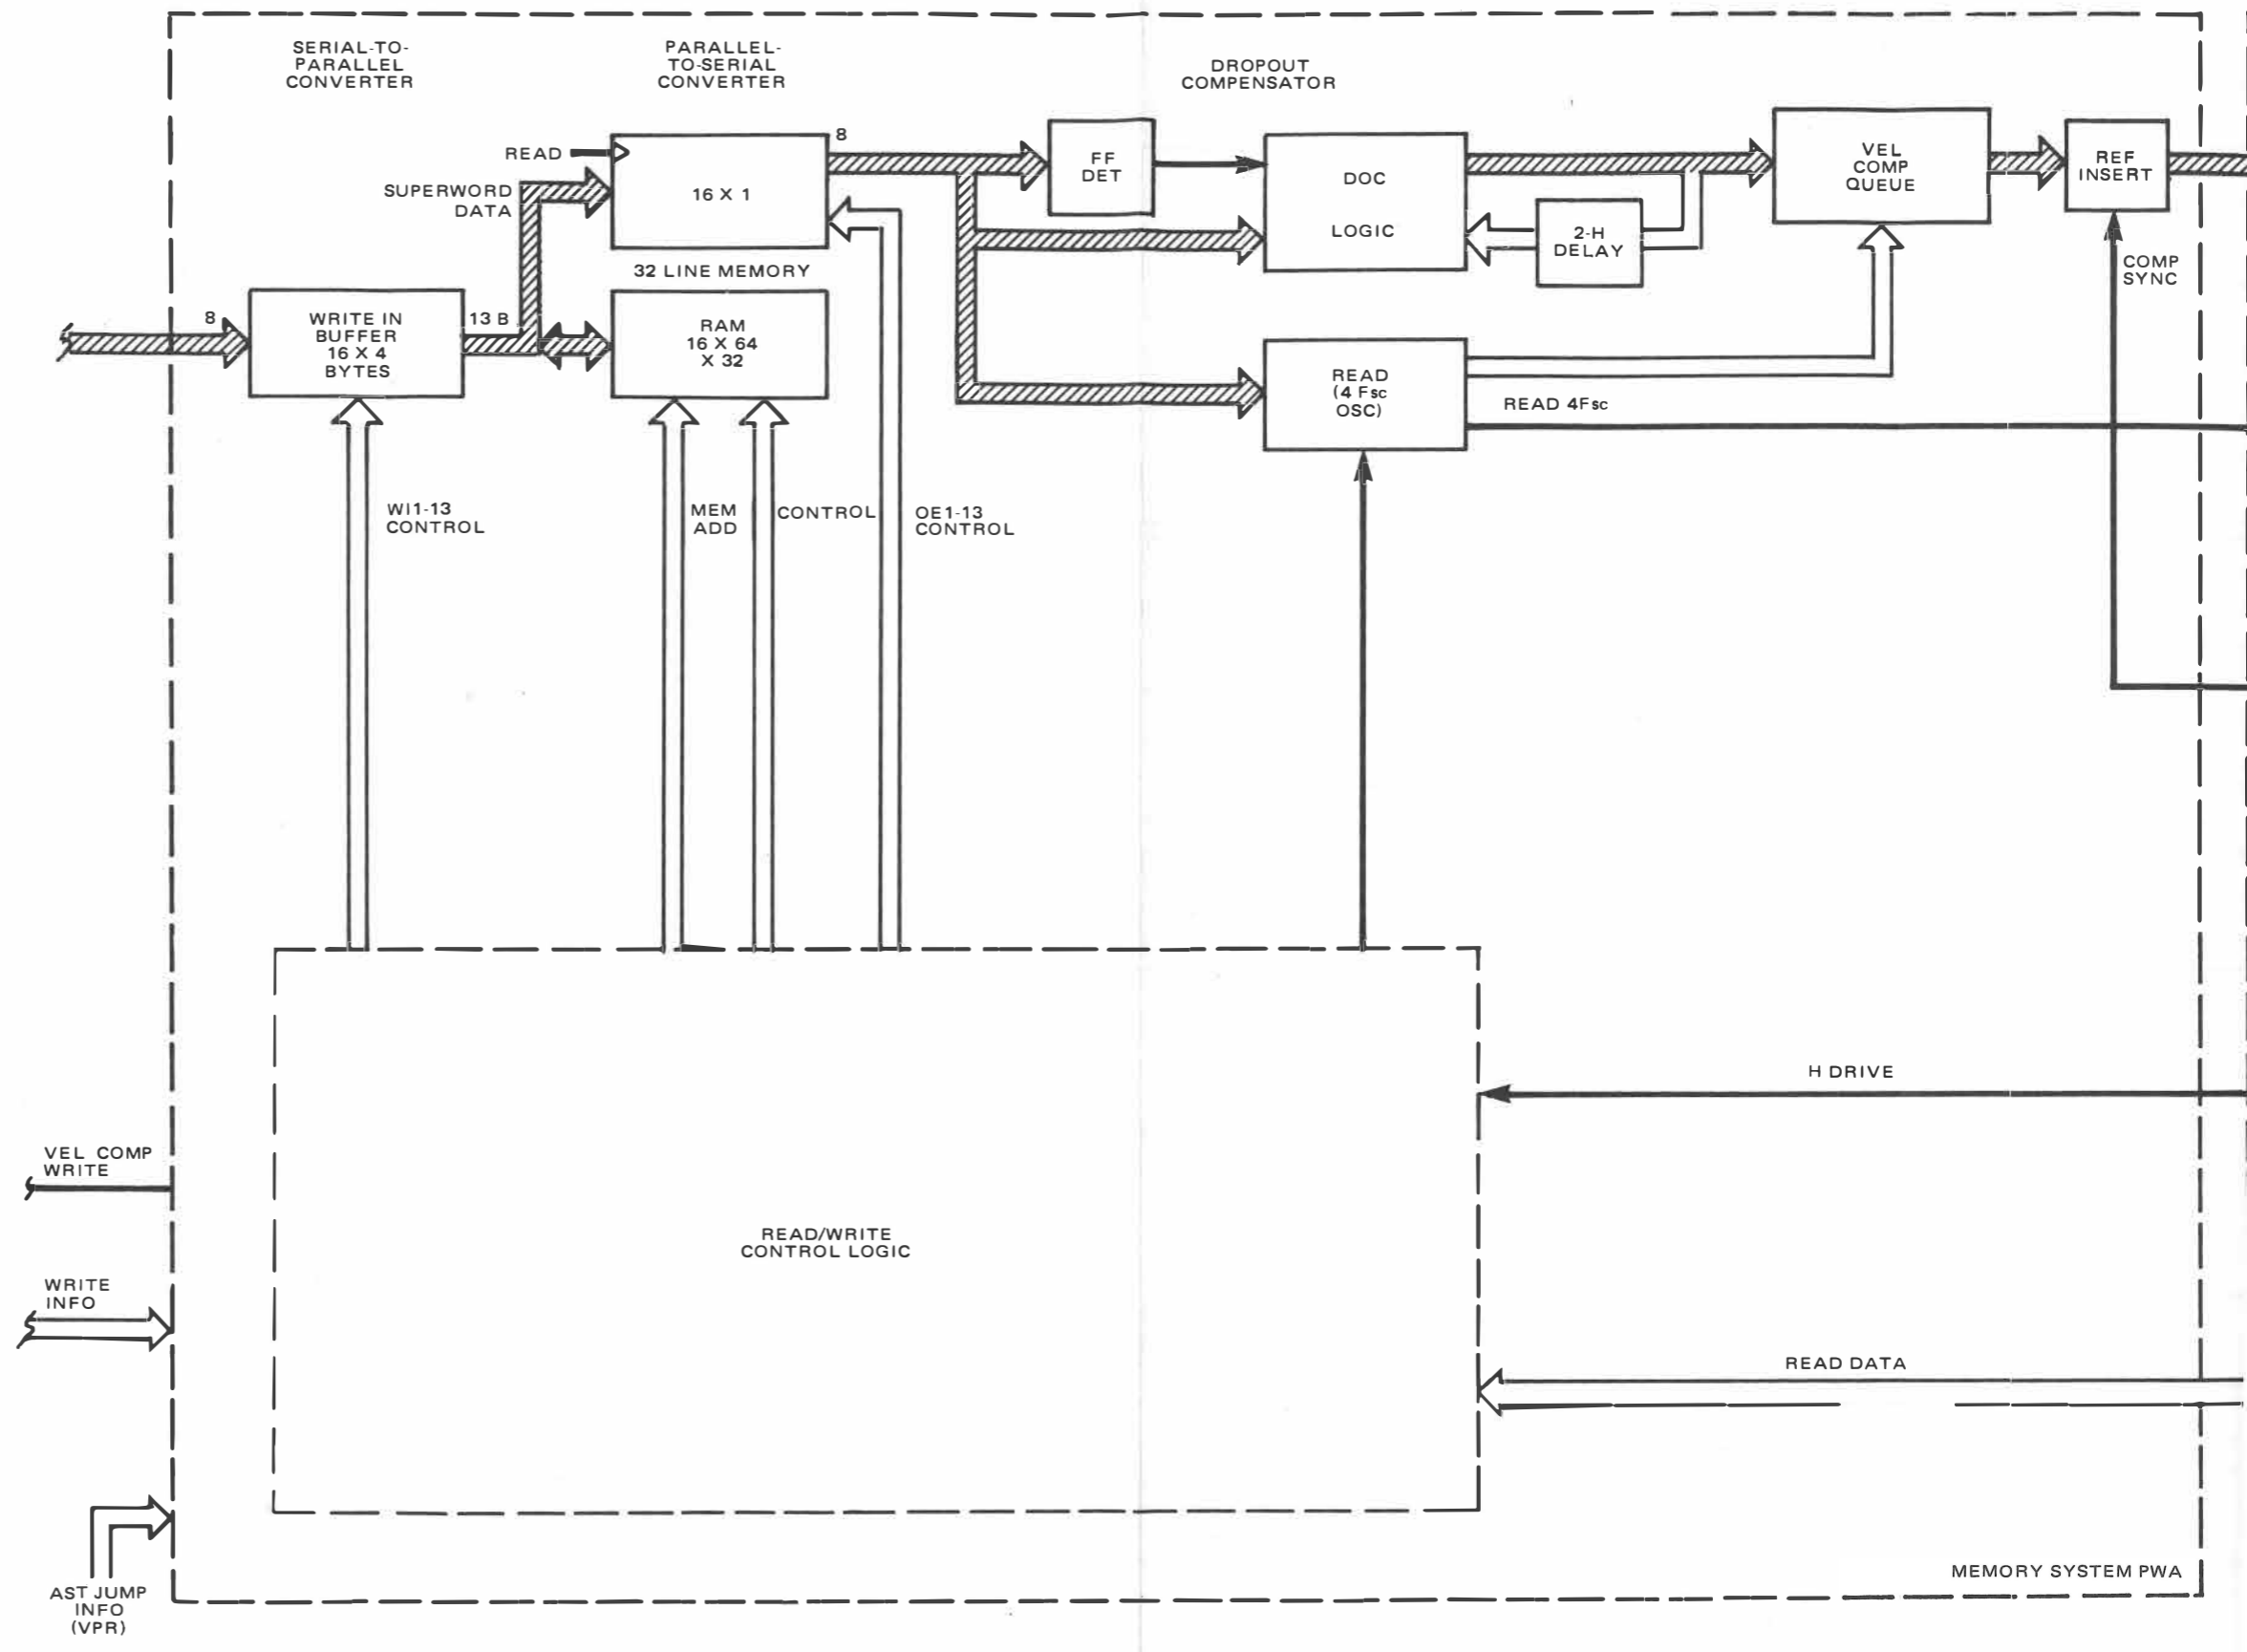 SERIAL-TO-
PARALLEL
CONVERTER
PARALLEL-
TO-SERIAL
CONVERTER
DROPOUT
COMPENSATOR
READ
8
16 X 1
SUPERWORD
DATA
FF
DET
DOC
LOGIC
2-H
DELAY
VEL
COMP
QUEUE
REF
INSERT
COMP
SYNC
32 LINE MEMORY
8
WRITE IN
BUFFER
16 X 4
BYTES
13 B
RAM
16 X 64
X 32
READ
(4 Fsc
OSC)
READ 4Fsc
WI1-13
CONTROL
MEM
ADD
CONTROL
OE1-13
CONTROL
H DRIVE
VEL COMP
WRITE
READ/WRITE
CONTROL LOGIC
WRITE
INFO
READ DATA
AST JUMP
INFO
(VPR)
MEMORY SYSTEM PWA